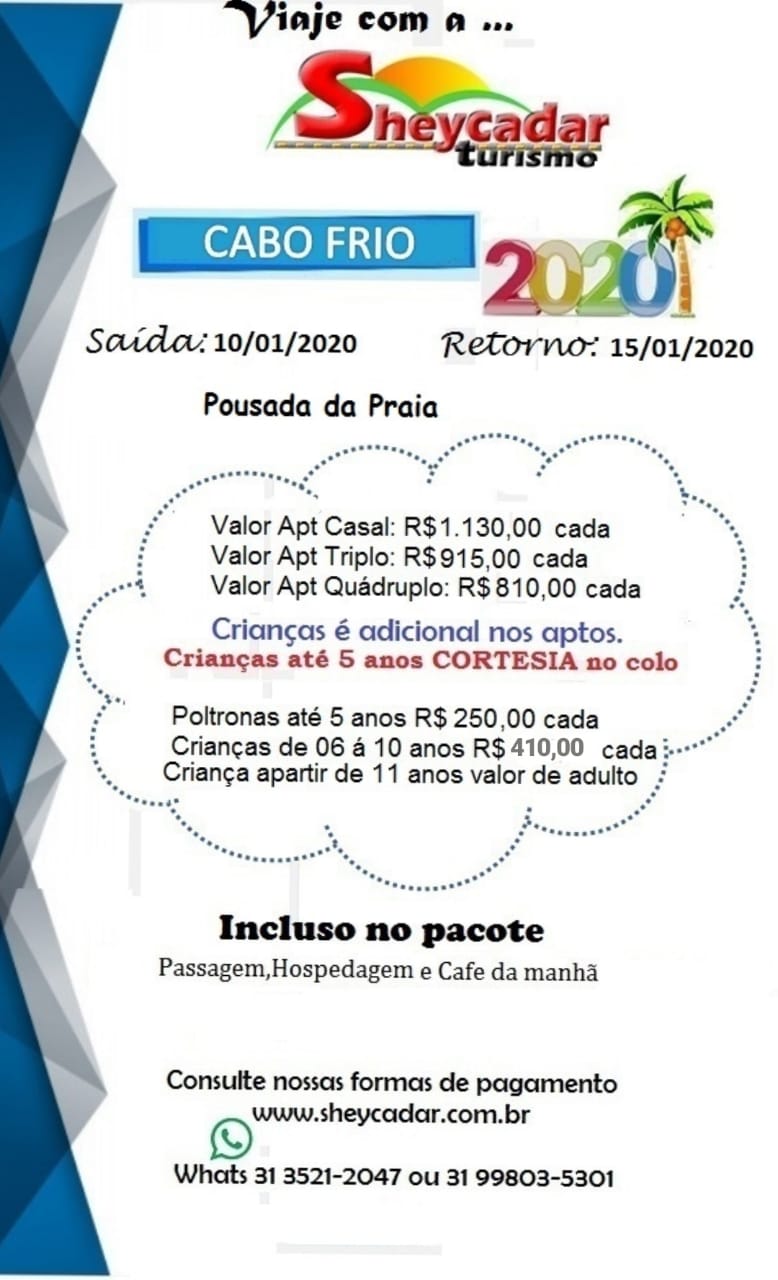 Viaje com a ...
Sheycadar
turismo
CABO FRIO
2020
Saída: 10/01/2020 Retorno: 15/01/2020
Pousada da Praia
Valor Apt Casal: R$1.130,00 cada
Valor Apt Triplo: R$915,00 cada
Valor Apt Quádruplo: R$810,00 cada
Crianças é adicional nos aptos.
Crianças até 5 anos CORTESIA no colo
Poltronas até 5 anos R$ 250,00 cada
Crianças de 06 á 10 anos R$ 410,00 cada
Criança apartir de 11 anos valor de adulto
Incluso no pacote
Passagem,Hospedagem e Cafe da manhã
Consulte nossas formas de pagamento
www.sheycadar.com.br
Whats 31 3521-2047 ou 31 99803-5301